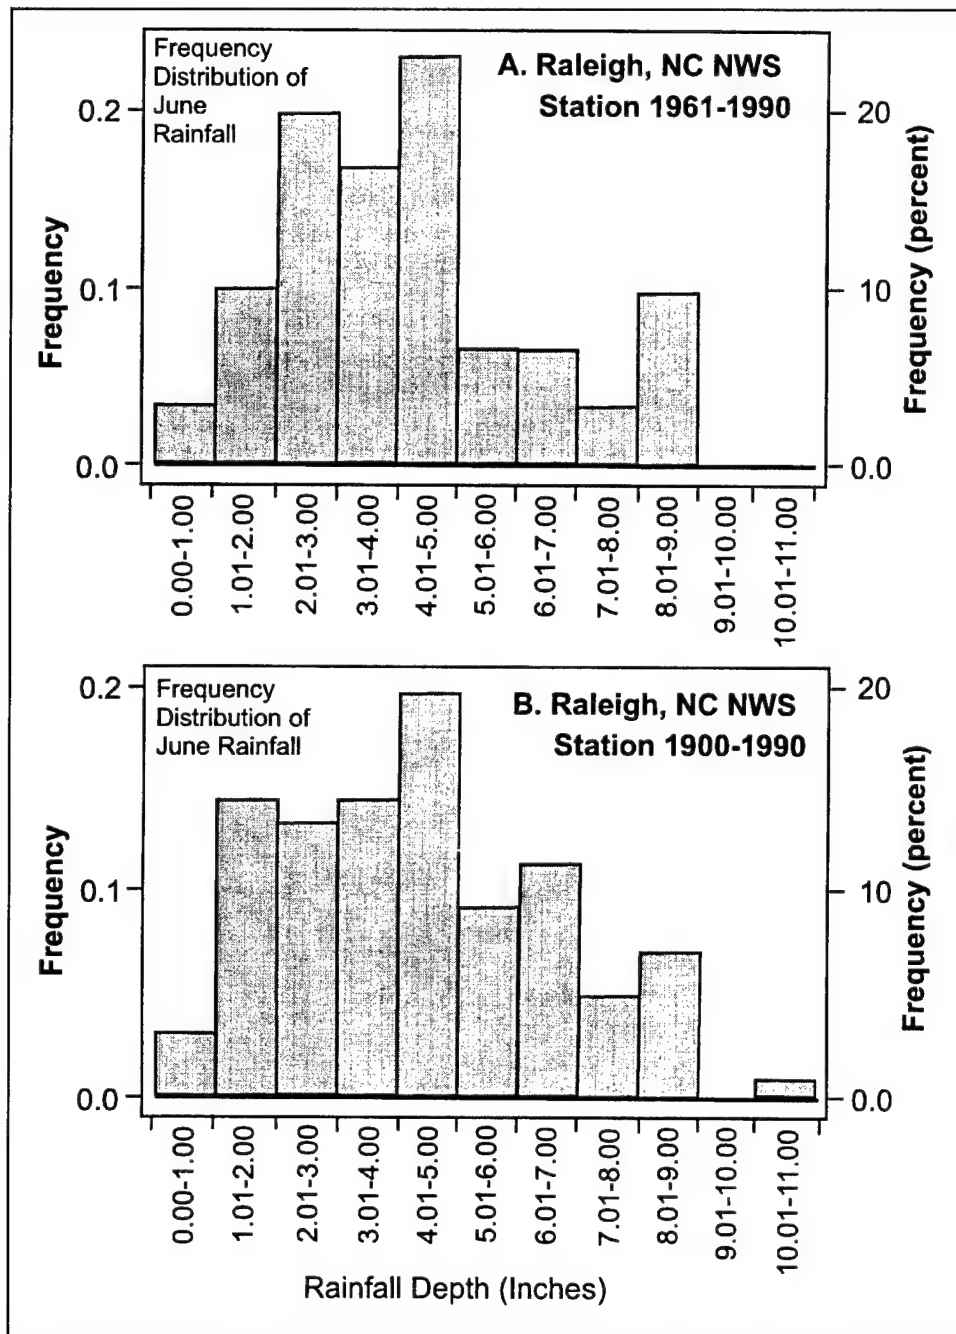 Frequency
Distribution of
June
Rainfall
A. Raleigh, NC NWS
Station 1961-1990
Frequency
0.2
0.1
0.0
Frequency (percent)
20
10
0.0
0.00-1.00
1.01-2.00
2.01-3.00
3.01-4.00
4.01-5.00
5.01-6.00
6.01-7.00
7.01-8.00
8.01-9.00
9.01-10.00
10.01-11.00
Frequency
Distribution of
June Rainfall
B. Raleigh, NC NWS
Station 1900-1990
Frequency
0.2
0.1
0.0
Frequency (percent)
20
10
0.0
0.00-1.00
1.01-2.00
2.01-3.00
3.01-4.00
4.01-5.00
5.01-6.00
6.01-7.00
7.01-8.00
8.01-9.00
9.01-10.00
10.01-11.00
Rainfall Depth (Inches)